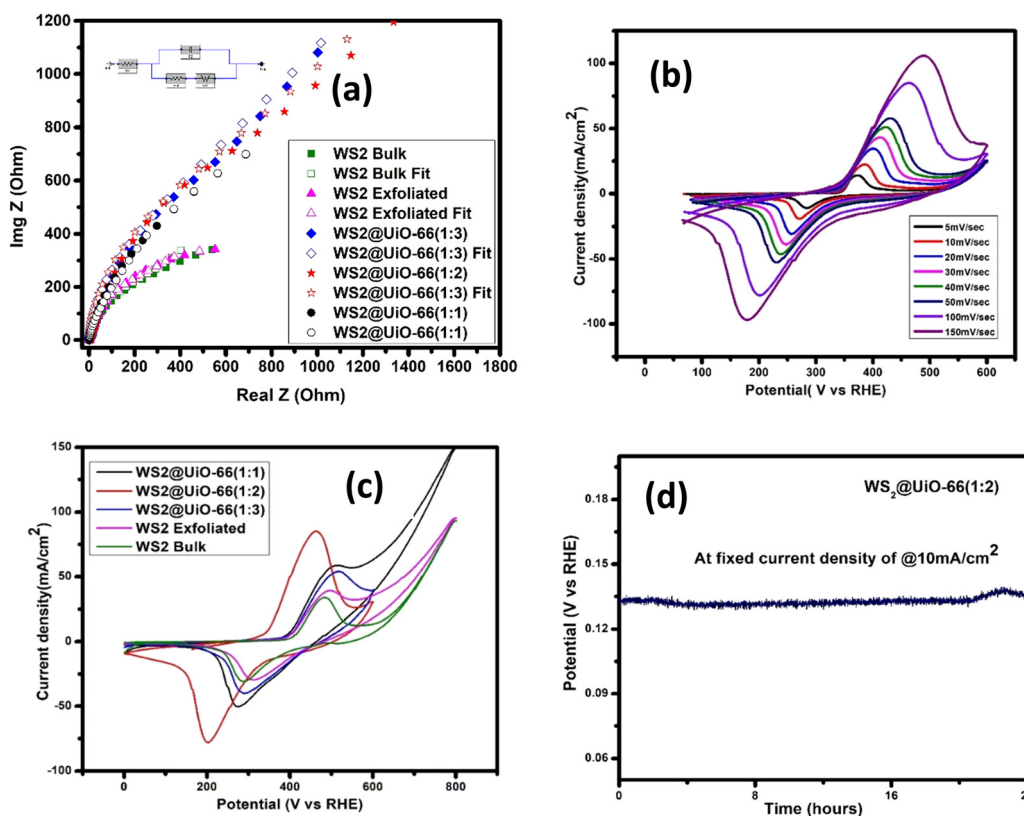 1200
1000
800
600
400
200
0
Img Z (Ohm)
(a)
WS2 Bulk
WS2 Bulk Fit
WS2 Exfoliated
WS2 Exfoliated Fit
WS2@UiO-66(1:3)
WS2@UiO-66(1:3) Fit
WS2@UiO-66(1:2)
WS2@UiO-66(1:3) Fit
WS2@UiO-66(1:1)
WS2@UiO-66(1:1)
0 200 400 600 800 1000 1200 1400 1600 1800
Real Z (Ohm)
(b)
100
50
0
-50
-100
Current density(mA/cm2)
5mV/sec
10mV/sec
20mV/sec
30mV/sec
40mV/sec
50mV/sec
100mV/sec
150mV/sec
0 100 200 300 400 500 600
Potential( V vs RHE)
150
100
50
0
-50
-100
Current density(mA/cm2)
WS2@UiO-66(1:1)
WS2@UiO-66(1:2)
WS2@UiO-66(1:3)
WS2 Exfoliated
WS2 Bulk
(c)
0 200 400 600 800
Potential (V vs RHE)
0.18
0.15
0.12
0.09
0.06
Potential (V vs RHE)
(d)
WS2@UiO-66(1:2)
At fixed current density of @10mA/cm2
0 8 16 2
Time (hours)